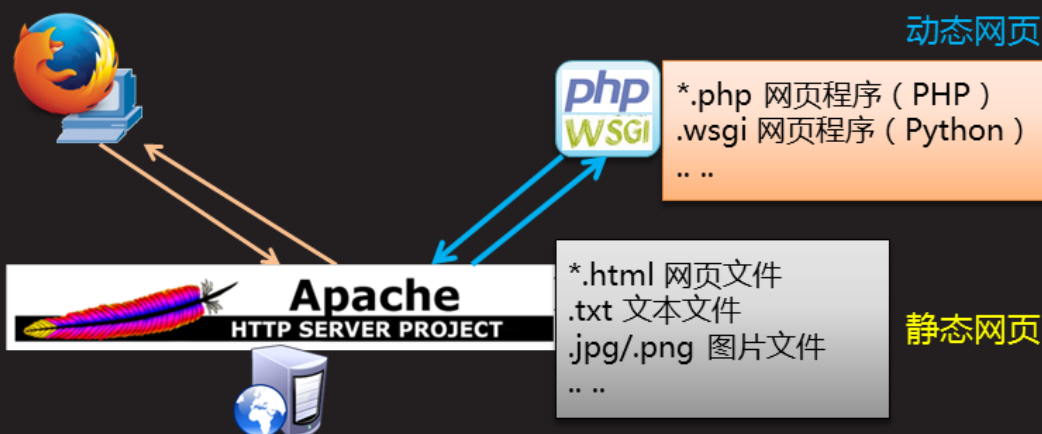 动态网页
php
WSGI
*.php 网页程序（PHP）
.wsgi 网页程序（Python）
.. ..
Apache
HTTP SERVER PROJECT
*.html 网页文件
.txt 文本文件
.jpg/.png 图片文件
.. ..
静态网页